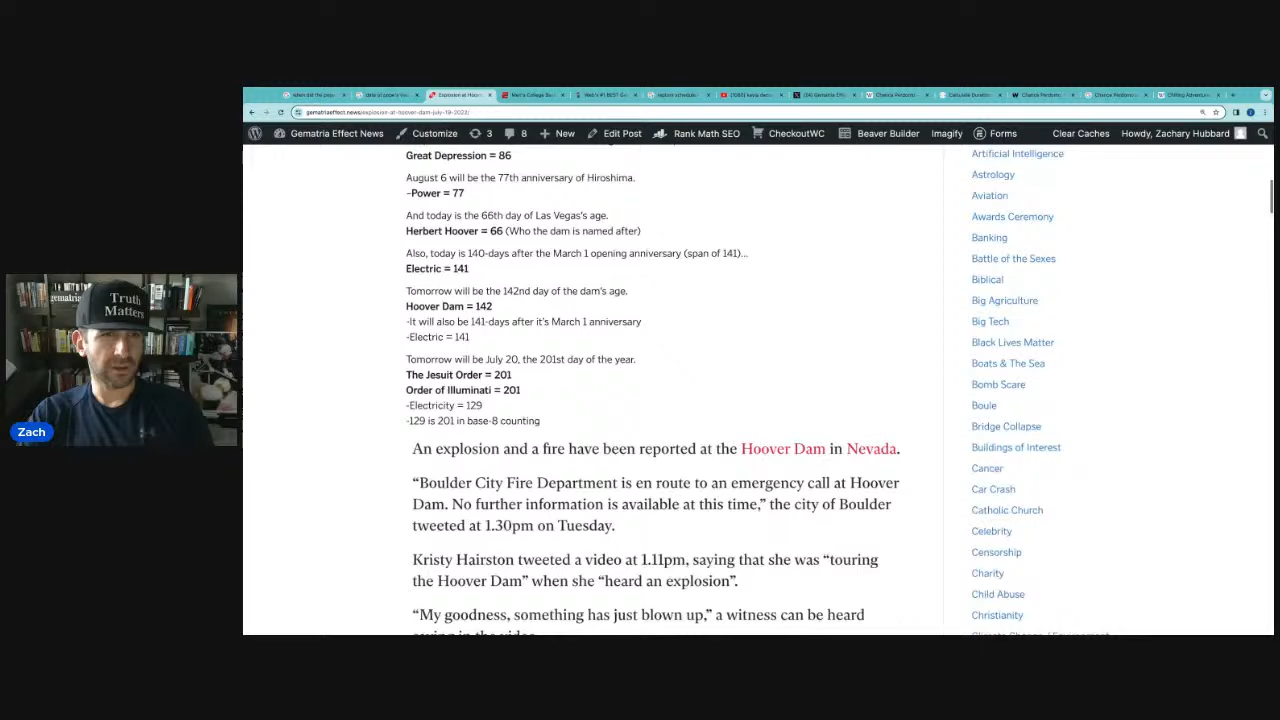 gematriaeffect.news/explosion-at-hoover-dam-july-19-2022/
Gematria Effect News
Customize
3
8
New
Edit Post
Rank Math SEO
CheckoutWC
Beaver Builder
Imagify
Forms
Clear Caches
Howdy, Zachary Hubbard
Great Depression = 86
August 6 will be the 77th anniversary of Hiroshima.
-Power = 77
And today is the 66th day of Las Vegas's age.
Herbert Hoover = 66 (Who the dam is named after)
Also, today is 140-days after the March 1 opening anniversary (span of 141)...
Electric = 141
Tomorrow will be the 142nd day of the dam's age.
Hoover Dam = 142
-It will also be 141-days after it's March 1 anniversary
-Electric = 141
Tomorrow will be July 20, the 201st day of the year.
The Jesuit Order = 201
Order of Illuminati = 201
-Electricity = 129
-129 is 201 in base-8 counting
An explosion and a fire have been reported at the Hoover Dam in Nevada.
“Boulder City Fire Department is en route to an emergency call at Hoover
Dam. No further information is available at this time,” the city of Boulder
tweeted at 1.30pm on Tuesday.
Kristy Hairston tweeted a video at 1.11pm, saying that she was “touring
the Hoover Dam” when she “heard an explosion”.
“My goodness, something has just blown up,” a witness can be heard
Artificial Intelligence
Astrology
Aviation
Awards Ceremony
Banking
Battle of the Sexes
Biblical
Big Agriculture
Big Tech
Black Lives Matter
Boats & The Sea
Bomb Scare
Boule
Bridge Collapse
Buildings of Interest
Cancer
Car Crash
Catholic Church
Celebrity
Censorship
Charity
Child Abuse
Christianity
Truth
Matters
gematria
Zach